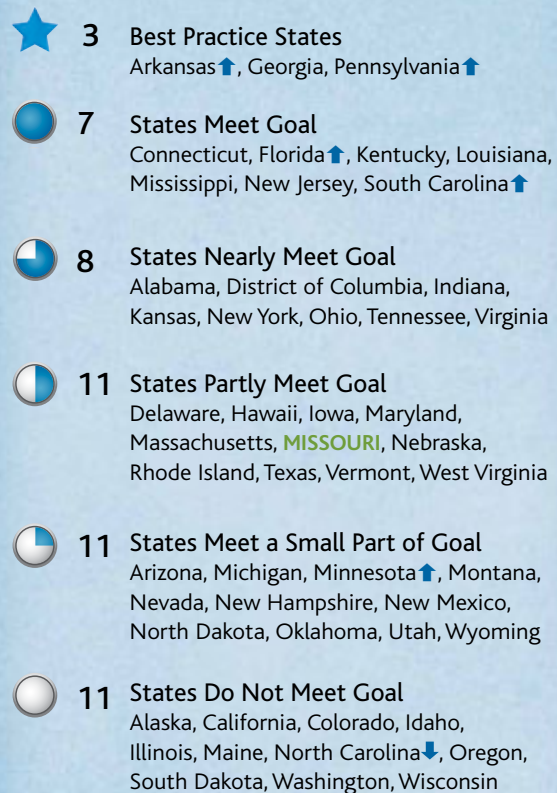 3 Best Practice States
Arkansas⬆, Georgia, Pennsylvania⬆
7 States Meet Goal
Connecticut, Florida⬆, Kentucky, Louisiana,
Mississippi, New Jersey, South Carolina⬆
8 States Nearly Meet Goal
Alabama, District of Columbia, Indiana,
Kansas, New York, Ohio, Tennessee, Virginia
11 States Partly Meet Goal
Delaware, Hawaii, Iowa, Maryland,
Massachusetts, MISSOURI, Nebraska,
Rhode Island, Texas, Vermont, West Virginia
11 States Meet a Small Part of Goal
Arizona, Michigan, Minnesota⬆, Montana,
Nevada, New Hampshire, New Mexico,
North Dakota, Oklahoma, Utah, Wyoming
11 States Do Not Meet Goal
Alaska, California, Colorado, Idaho,
Illinois, Maine, North Carolina⬇, Oregon,
South Dakota, Washington, Wisconsin